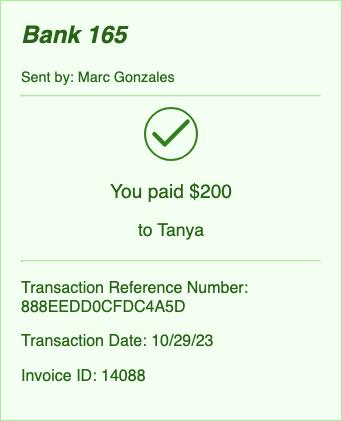 Bank 165
Sent by: Marc Gonzales
You paid $200
to Tanya
Transaction Reference Number:
888EEDD0CFDC4A5D
Transaction Date: 10/29/23
Invoice ID: 14088